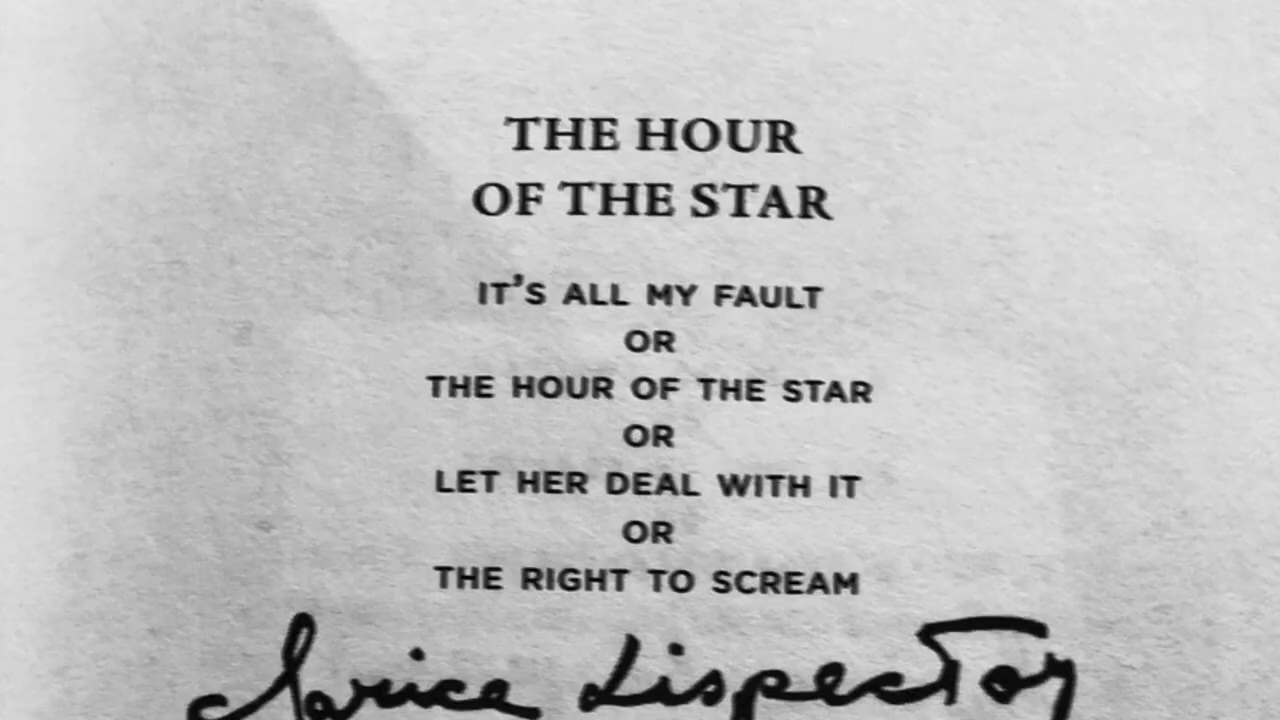 THE HOUR
OF THE STAR
IT'S ALL MY FAULT
OR
THE HOUR OF THE STAR
OR
LET HER DEAL WITH IT
OR
THE RIGHT TO SCREAM
Clarice Lispector